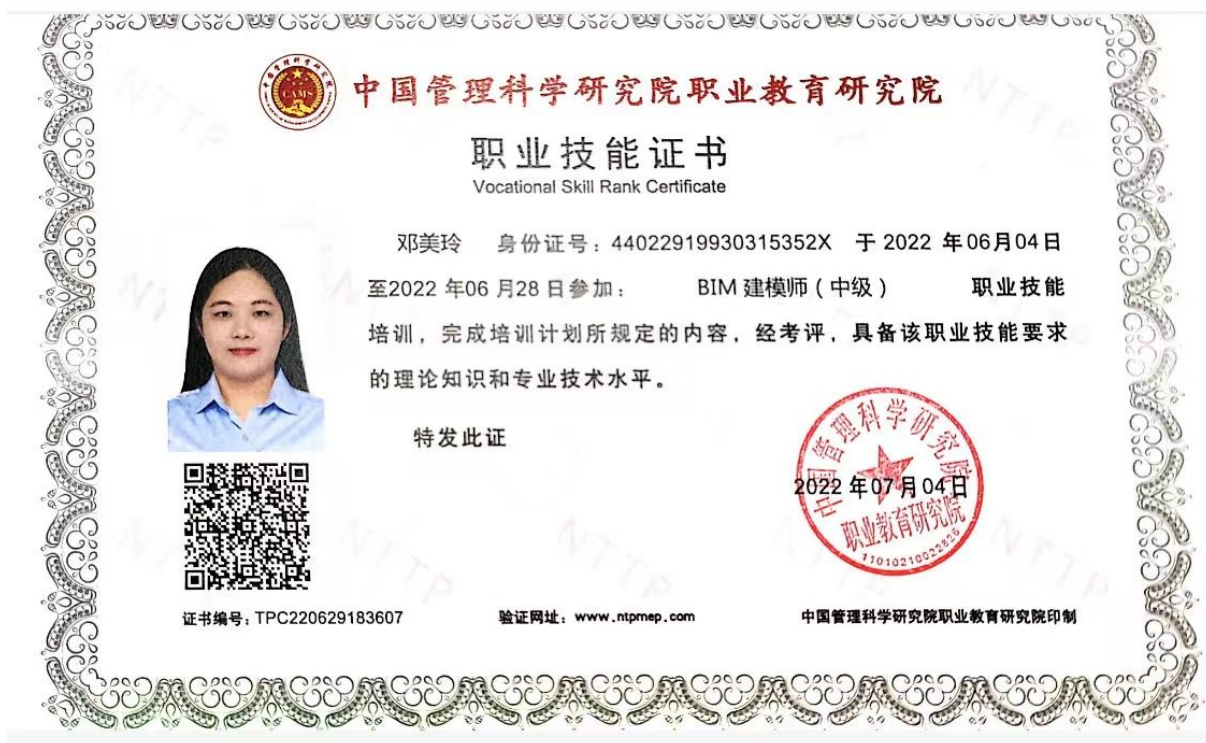 中国管理科学研究院职业教育研究院
职业技能证书
Vocational Skill Rank Certificate
邓美玲 身份证号：44022919930315352X 于 2022 年 06月 04 日
至2022 年06 月28 日参加： BIM 建模师（中级） 职业技能
培训，完成培训计划所规定的内容，经考评，具备该职业技能要求
的理论知识和专业技术水平。
特发此证
中国管理科学研究院
2022 年 07 月 04 日
职业教育研究院
11010210022826
证书编号：TPC220629183607
验证网址：www.ntpmep.com
中国管理科学研究院职业教育研究院印制
CAMS
NTTP